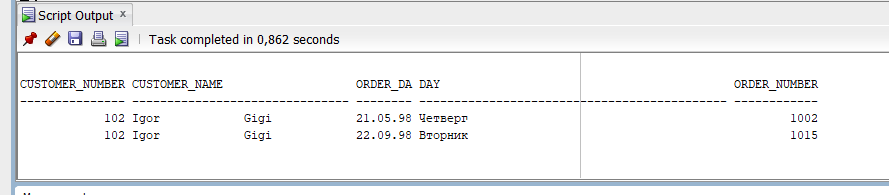 Script Output x
Task completed in 0,862 seconds
CUSTOMER_NUMBER CUSTOMER_NAME ORDER_DA DAY ORDER_NUMBER
--------------- ------------------------------- -------- -------------------------------------------- ------------
102 Igor Gigi 21.05.98 Четверг 1002
102 Igor Gigi 22.09.98 Вторник 1015